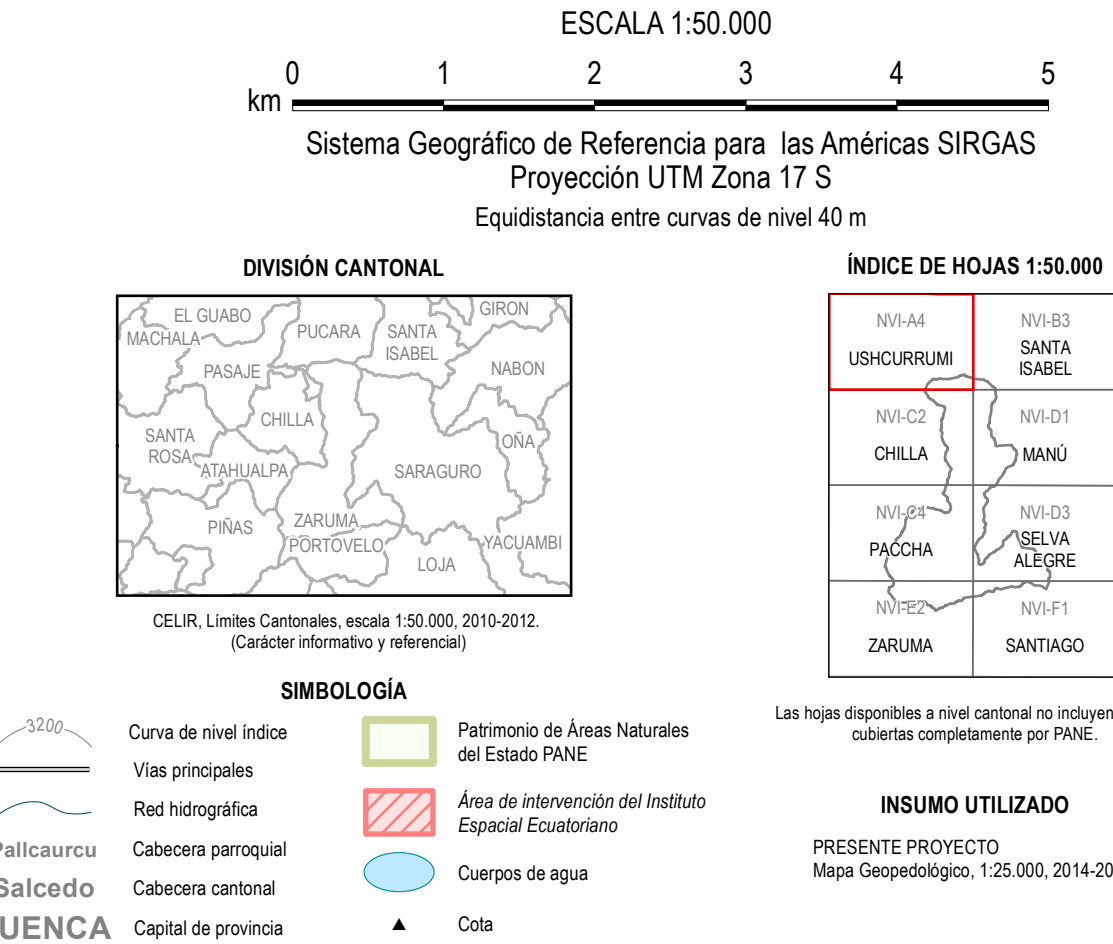 ESCALA 1:50.000
0 1 2 3 4 5
km
Sistema Geográfico de Referencia para las Américas SIRGAS
Proyección UTM Zona 17 S
Equidistancia entre curvas de nivel 40 m
DIVISIÓN CANTONAL
EL GUABO
MACHALA
PUCARA
SANTA
ISABEL
GIRON
PASAJE
NABON
CHILLA
SANTA
ROSA
ATAHUALPA
SARAGURO
OÑA
PIÑAS
ZARUMA
PORTOVELO
LOJA
YACUAMBI
CELIR, Límites Cantonales, escala 1:50.000, 2010-2012.
(Carácter informativo y referencial)
ÍNDICE DE HOJAS 1:50.000
NVI-A4
USHCURRUMI
NVI-B3
SANTA
ISABEL
NVI-C2
CHILLA
NVI-D1
MANÚ
NVI-C4
PACCHA
NVI-D3
SELVA
ALEGRE
NVI-E2
ZARUMA
NVI-F1
SANTIAGO
Las hojas disponibles a nivel cantonal no incluyen
cubiertas completamente por PANE.
SIMBOLOGÍA
3200
Curva de nivel índice
Vías principales
Red hidrográfica
Pallcaurcu
Cabecera parroquial
Salcedo
Cabecera cantonal
UENCA
Capital de provincia
Patrimonio de Áreas Naturales
del Estado PANE
Área de intervención del Instituto
Espacial Ecuatoriano
Cuerpos de agua
Cota
INSUMO UTILIZADO
PRESENTE PROYECTO
Mapa Geopedológico, 1:25.000, 2014-20